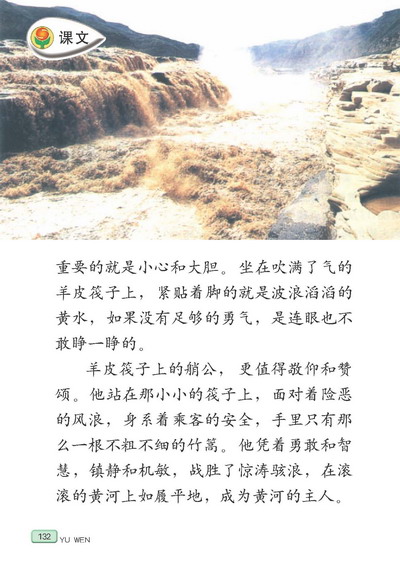 课文
重要的就是小心和大胆。坐在吹满了气的
羊皮筏子上，紧贴着脚的就是波浪滔滔的
黄水，如果没有足够的勇气，是连眼也不
敢睁一睁的。
羊皮筏子上的艄公，更值得敬仰和赞
颂。他站在那小小的筏子上，面对着险恶
的风浪，身系着乘客的安全，手里只有那
么一根不粗不细的竹篙。他凭着勇敢和智
慧，镇静和机敏，战胜了惊涛骇浪，在滚
滚的黄河上如履平地，成为黄河的主人。
132
YU WEN